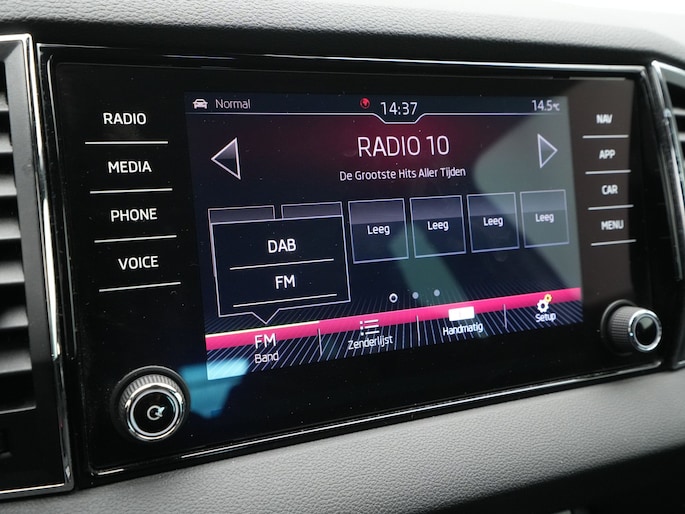 RADIO
MEDIA
PHONE
VOICE
Normal
14:37
14.5°C
RADIO 10
De Grootste Hits Aller Tijden
Leeg
Leeg
Leeg
Leeg
DAB
FM
FM
Band
Zenderlijst
Handmatig
Setup
NAV
APP
CAR
MENU